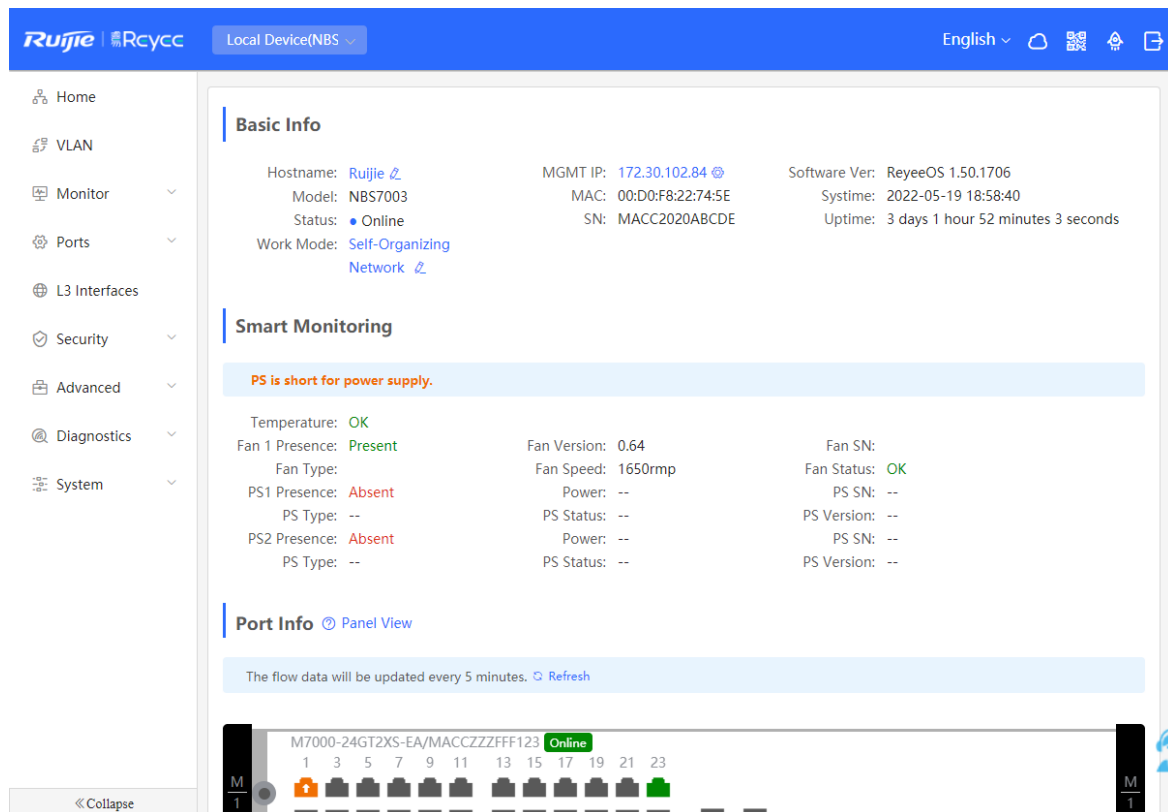 Ruijie | Reycc Local Device(NBS English
Home
VLAN
Monitor
Ports
L3 Interfaces
Security
Advanced
Diagnostics
System
«Collapse
Basic Info
Hostname: Ruijie MGMT IP: 172.30.102.84 Software Ver: ReyeeOS 1.50.1706
Model: NBS7003 MAC: 00:D0:F8:22:74:5E Systime: 2022-05-19 18:58:40
Status: Online SN: MACC2020ABCDE Uptime: 3 days 1 hour 52 minutes 3 seconds
Work Mode: Self-Organizing
Network
Smart Monitoring
PS is short for power supply.
Temperature: OK
Fan 1 Presence: Present Fan Version: 0.64 Fan SN:
Fan Type: Fan Speed: 1650rmp Fan Status: OK
PS1 Presence: Absent Power: -- PS SN: --
PS Type: -- PS Status: -- PS Version: --
PS2 Presence: Absent Power: -- PS SN: --
PS Type: -- PS Status: -- PS Version: --
Port Info Panel View
The flow data will be updated every 5 minutes. Refresh
M7000-24GT2XS-EA/MACCZZZFFF123 Online
1 3 5 7 9 11 13 15 17 19 21 23
M M
1 1